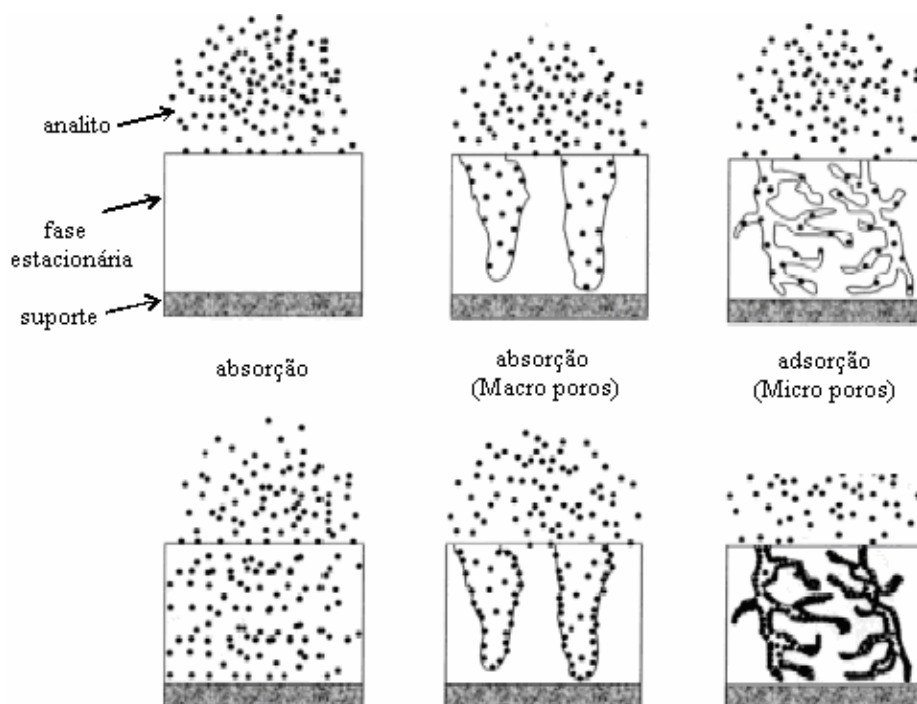 analito
fase
estacionária
suporte
absorção
absorção
(Macro poros)
adsorção
(Micro poros)